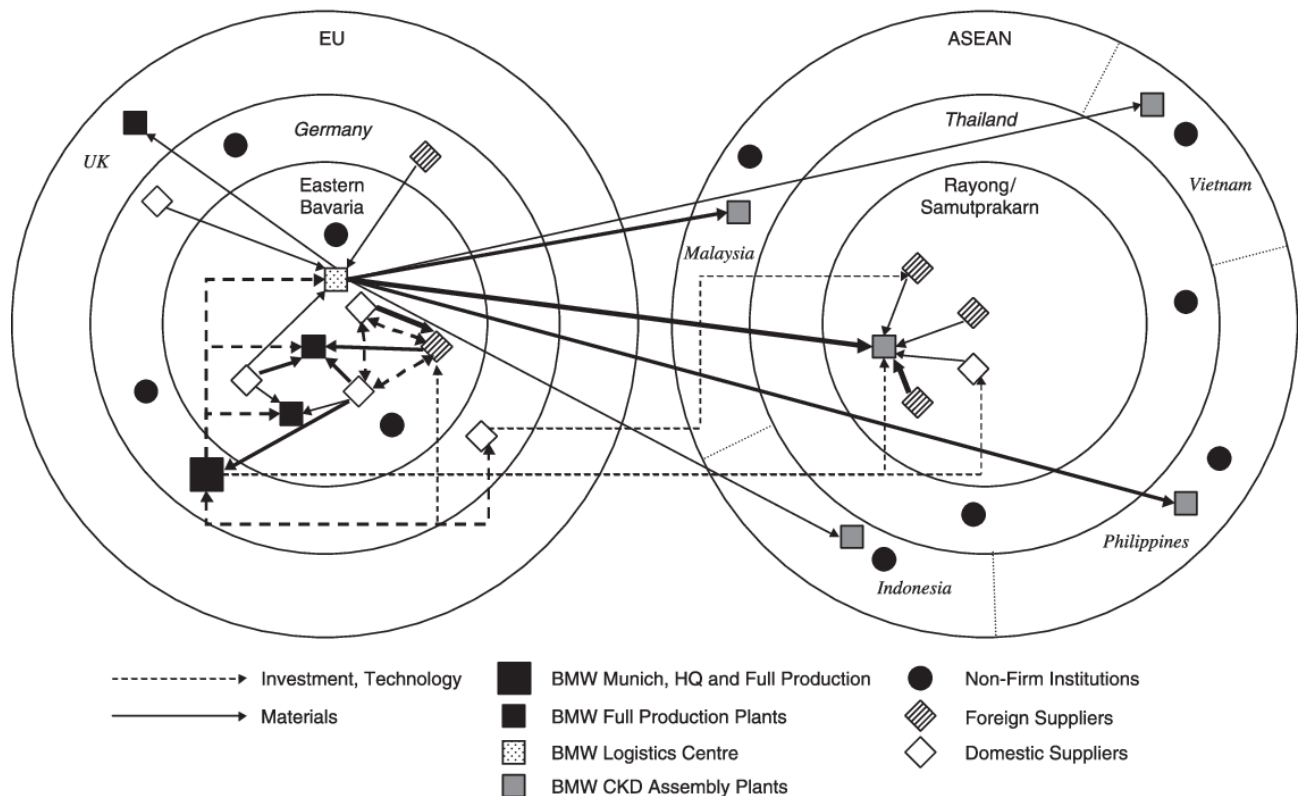 EU
ASEAN
Germany
Thailand
UK
Eastern
Bavaria
Rayong/
Samutprakarn
Vietnam
Malaysia
Philippines
Indonesia
Investment, Technology
Materials
BMW Munich, HQ and Full Production
BMW Full Production Plants
BMW Logistics Centre
BMW CKD Assembly Plants
Non-Firm Institutions
Foreign Suppliers
Domestic Suppliers